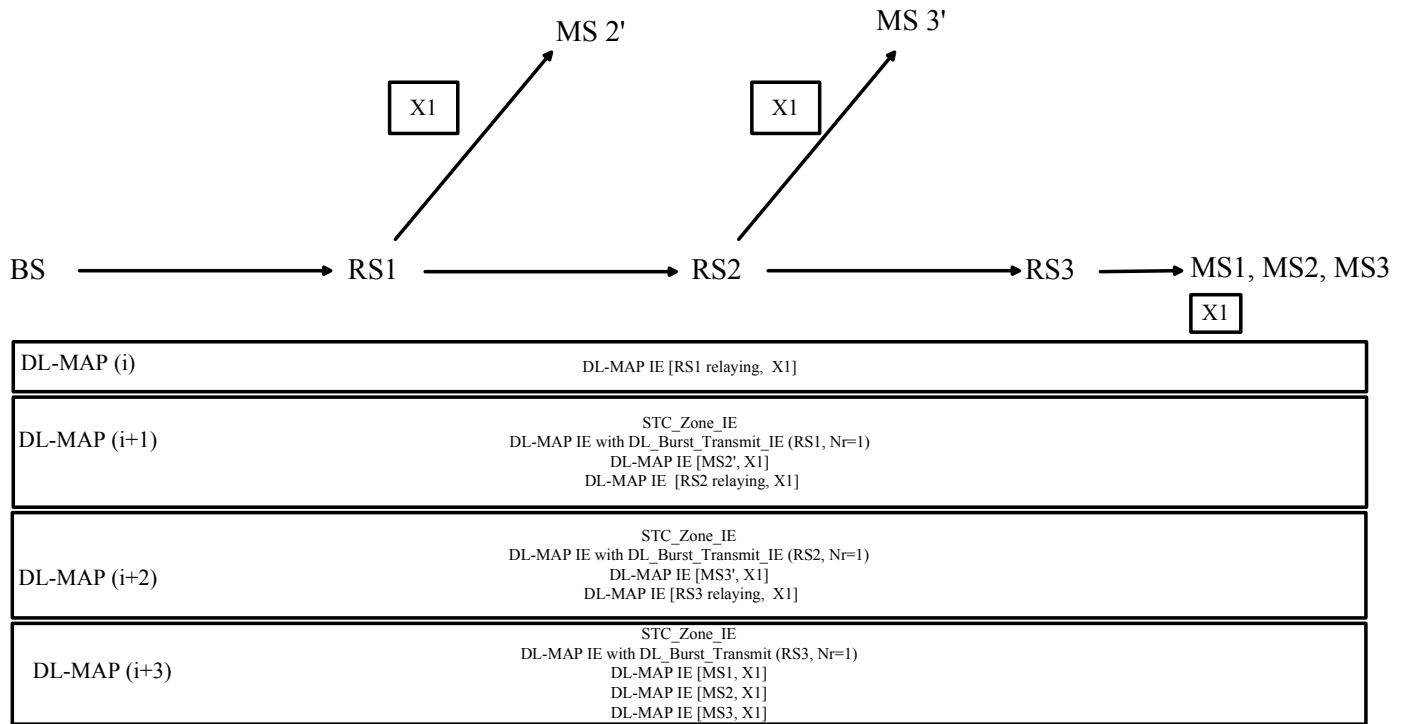 MS 2'
MS 3'
X1
X1
BS
RS1
RS2
RS3
MS1, MS2, MS3
X1
DL-MAP (i)
DL-MAP IE [RS1 relaying, X1]
DL-MAP (i+1)
STC_Zone_IE
DL-MAP IE with DL_Burst_Transmit_IE (RS1, Nr=1)
DL-MAP IE [MS2', X1]
DL-MAP IE [RS2 relaying, X1]
DL-MAP (i+2)
STC_Zone_IE
DL-MAP IE with DL_Burst_Transmit_IE (RS2, Nr=1)
DL-MAP IE [MS3', X1]
DL-MAP IE [RS3 relaying, X1]
DL-MAP (i+3)
STC_Zone_IE
DL-MAP IE with DL_Burst_Transmit (RS3, Nr=1)
DL-MAP IE [MS1, X1]
DL-MAP IE [MS2, X1]
DL-MAP IE [MS3, X1]